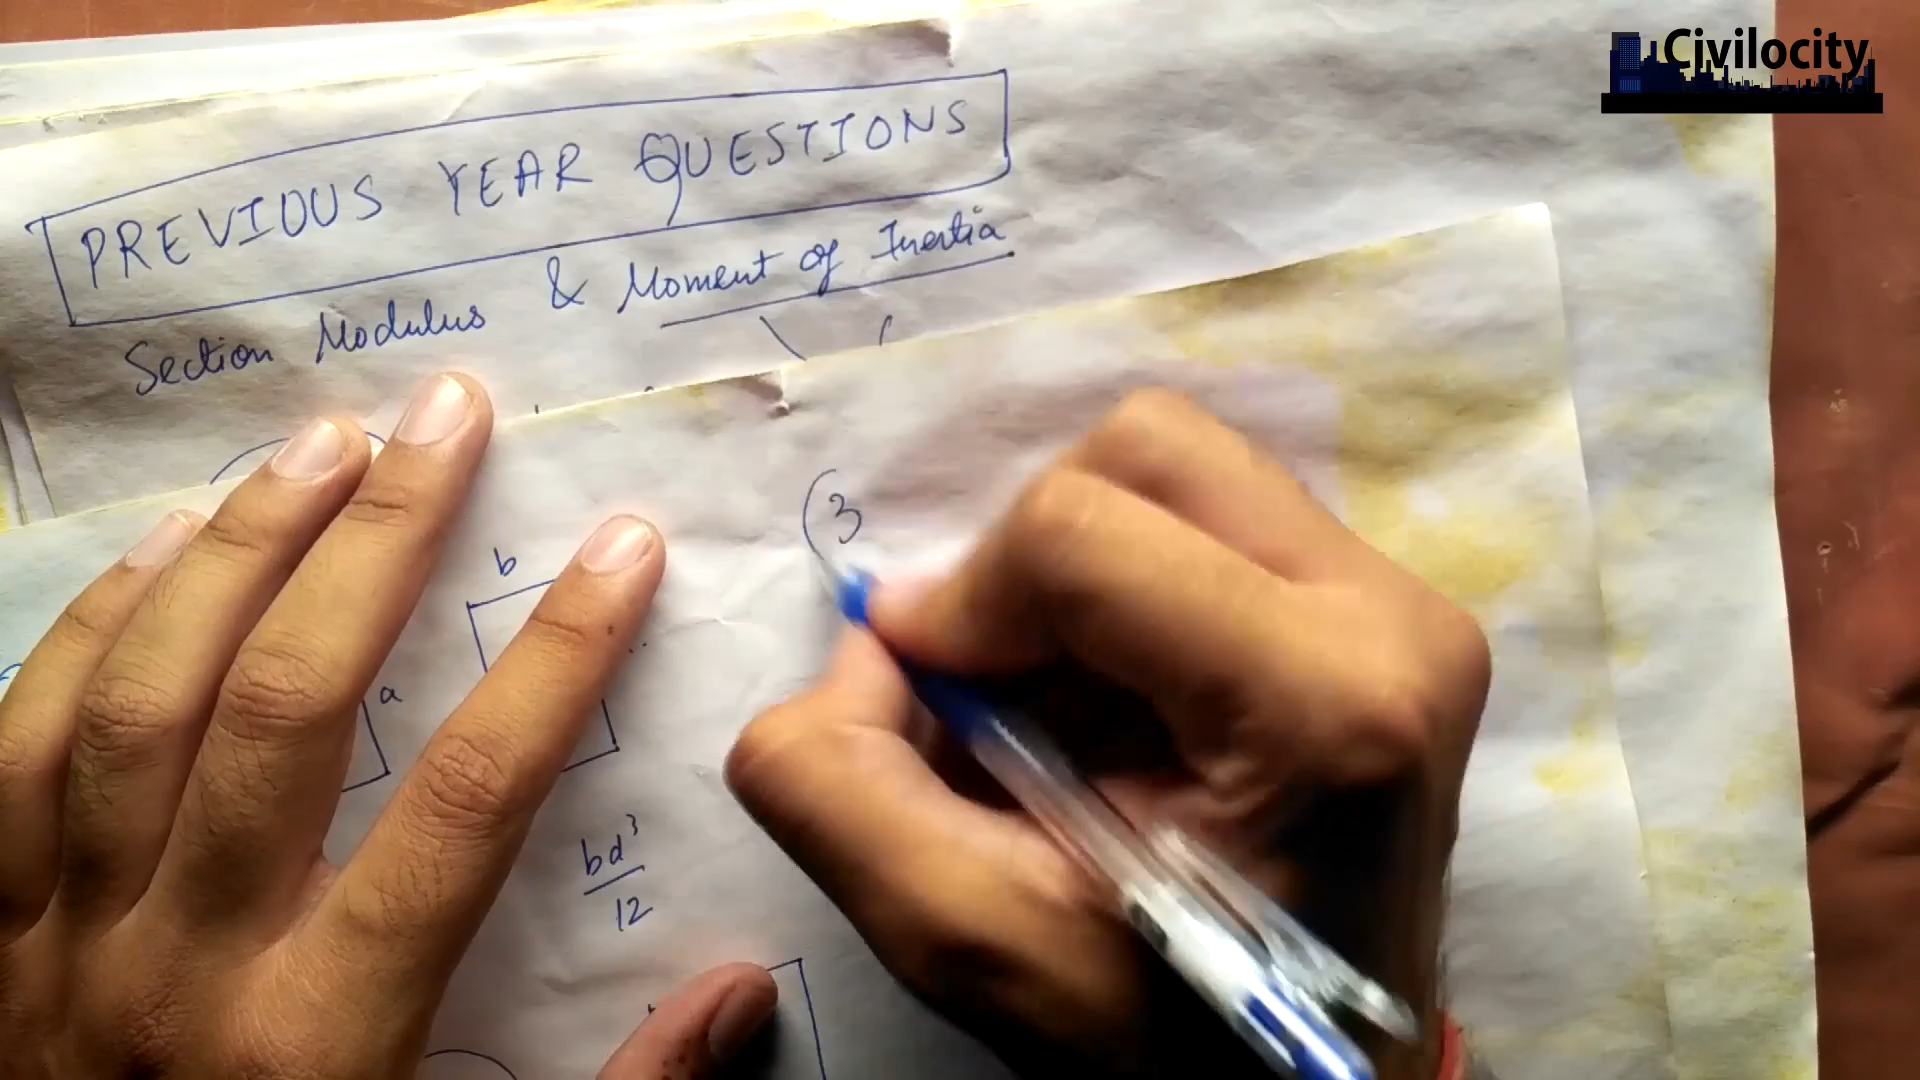 Civilocity
PREVIOUS YEAR QUESTIONS
Section Modulus & Moment of Inertia
(3
b
a
bd³
12